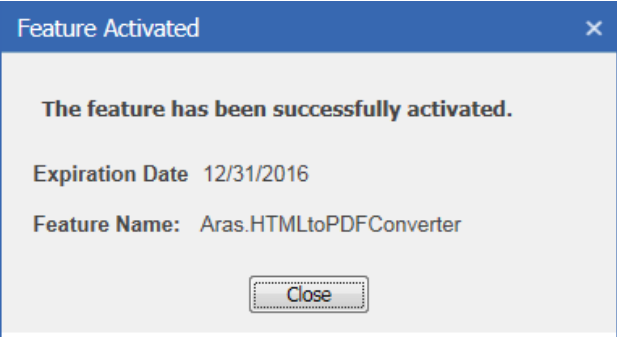 Feature Activated
The feature has been successfully activated.
Expiration Date 12/31/2016
Feature Name: Aras.HTMLtoPDFConverter
Close